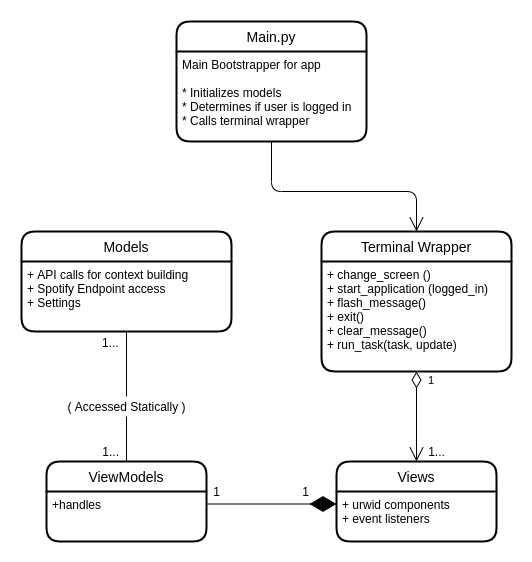 Main.py
Main Bootstrapper for app
* Initializes models
* Determines if user is logged in
* Calls terminal wrapper
Models
+ API calls for context building
+ Spotify Endpoint access
+ Settings
Terminal Wrapper
+ change_screen ()
+ start_application (logged_in)
+ flash_message()
+ exit()
+ clear_message()
+ run_task(task, update)
1...
1
( Accessed Statically )
1...
1...
ViewModels
+handles
1
1
Views
+ urwid components
+ event listeners